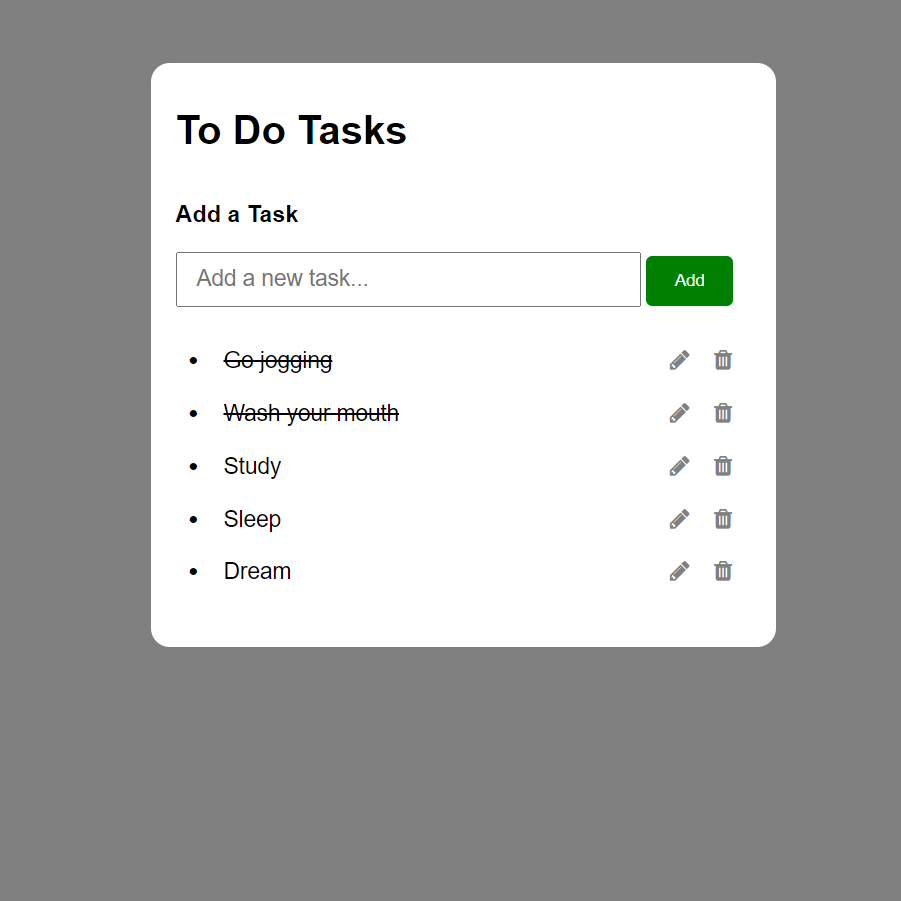 To Do Tasks
Add a Task
Add a new task...
Add
Go jogging
Wash your mouth
Study
Sleep
Dream